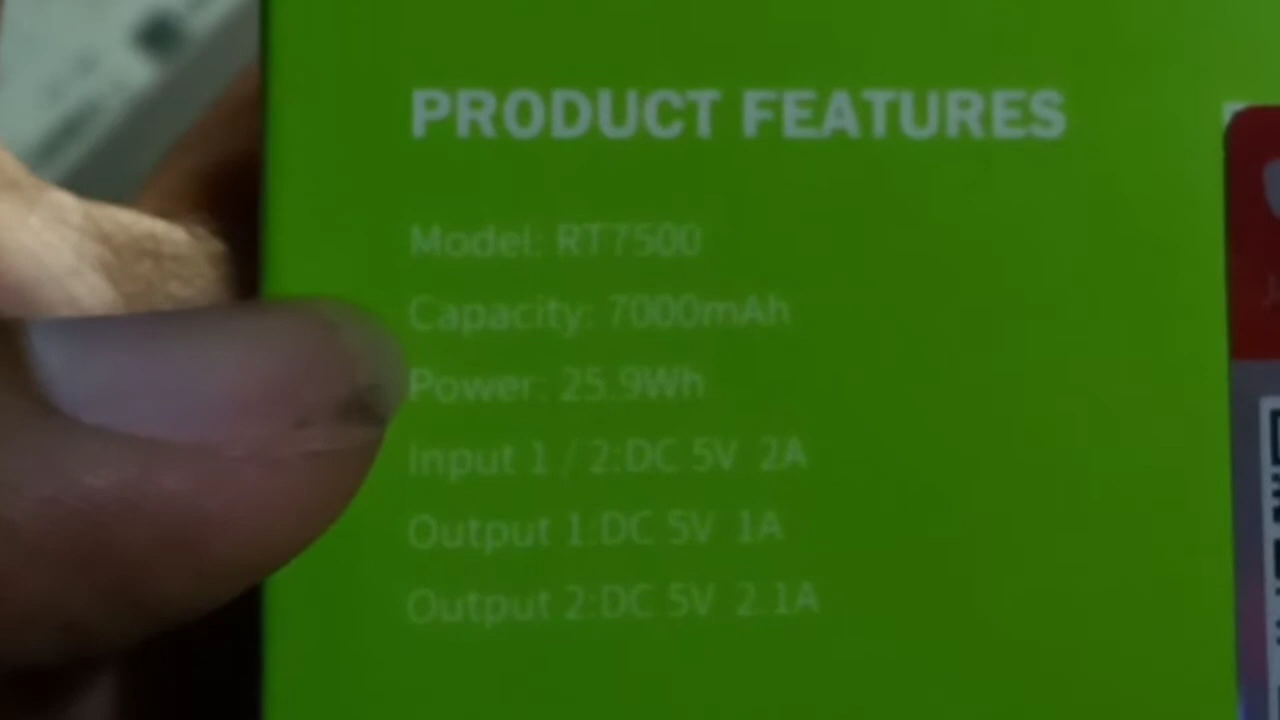 PRODUCT FEATURES
Model: RT7500
Capacity: 7000mAh
Power: 25.9Wh
Input 1 / 2:DC 5V 2A
Output 1:DC 5V 1A
Output 2:DC 5V 2.1A